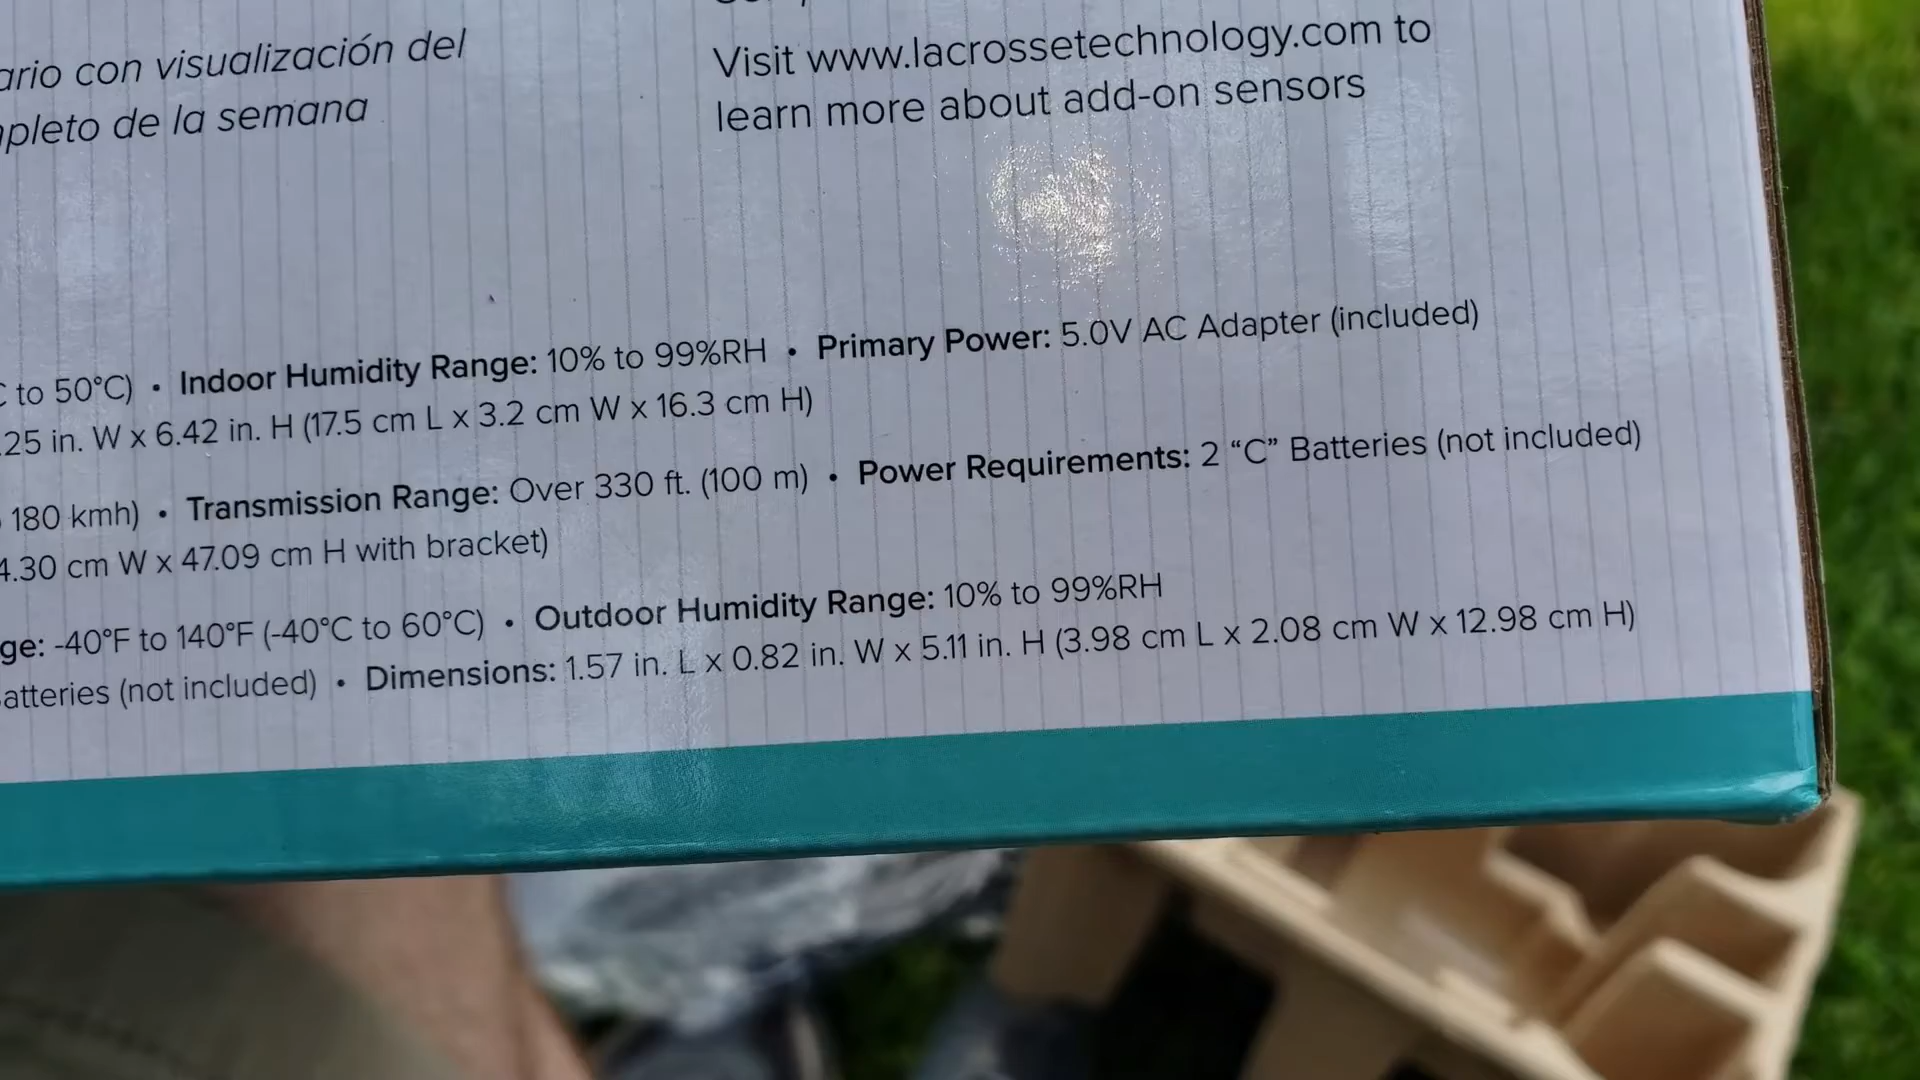 ario con visualización del
pleto de la semana
Visit www.lacrossetechnology.com to
learn more about add-on sensors
to 50°C) • Indoor Humidity Range: 10% to 99%RH • Primary Power: 5.0V AC Adapter (included)
.25 in. W x 6.42 in. H (17.5 cm L x 3.2 cm W x 16.3 cm H)
180 kmh) • Transmission Range: Over 330 ft. (100 m) • Power Requirements: 2 “C” Batteries (not included)
4.30 cm W x 47.09 cm H with bracket)
ge: -40°F to 140°F (-40°C to 60°C) • Outdoor Humidity Range: 10% to 99%RH
atteries (not included) • Dimensions: 1.57 in. L x 0.82 in. W x 5.11 in. H (3.98 cm L x 2.08 cm W x 12.98 cm H)